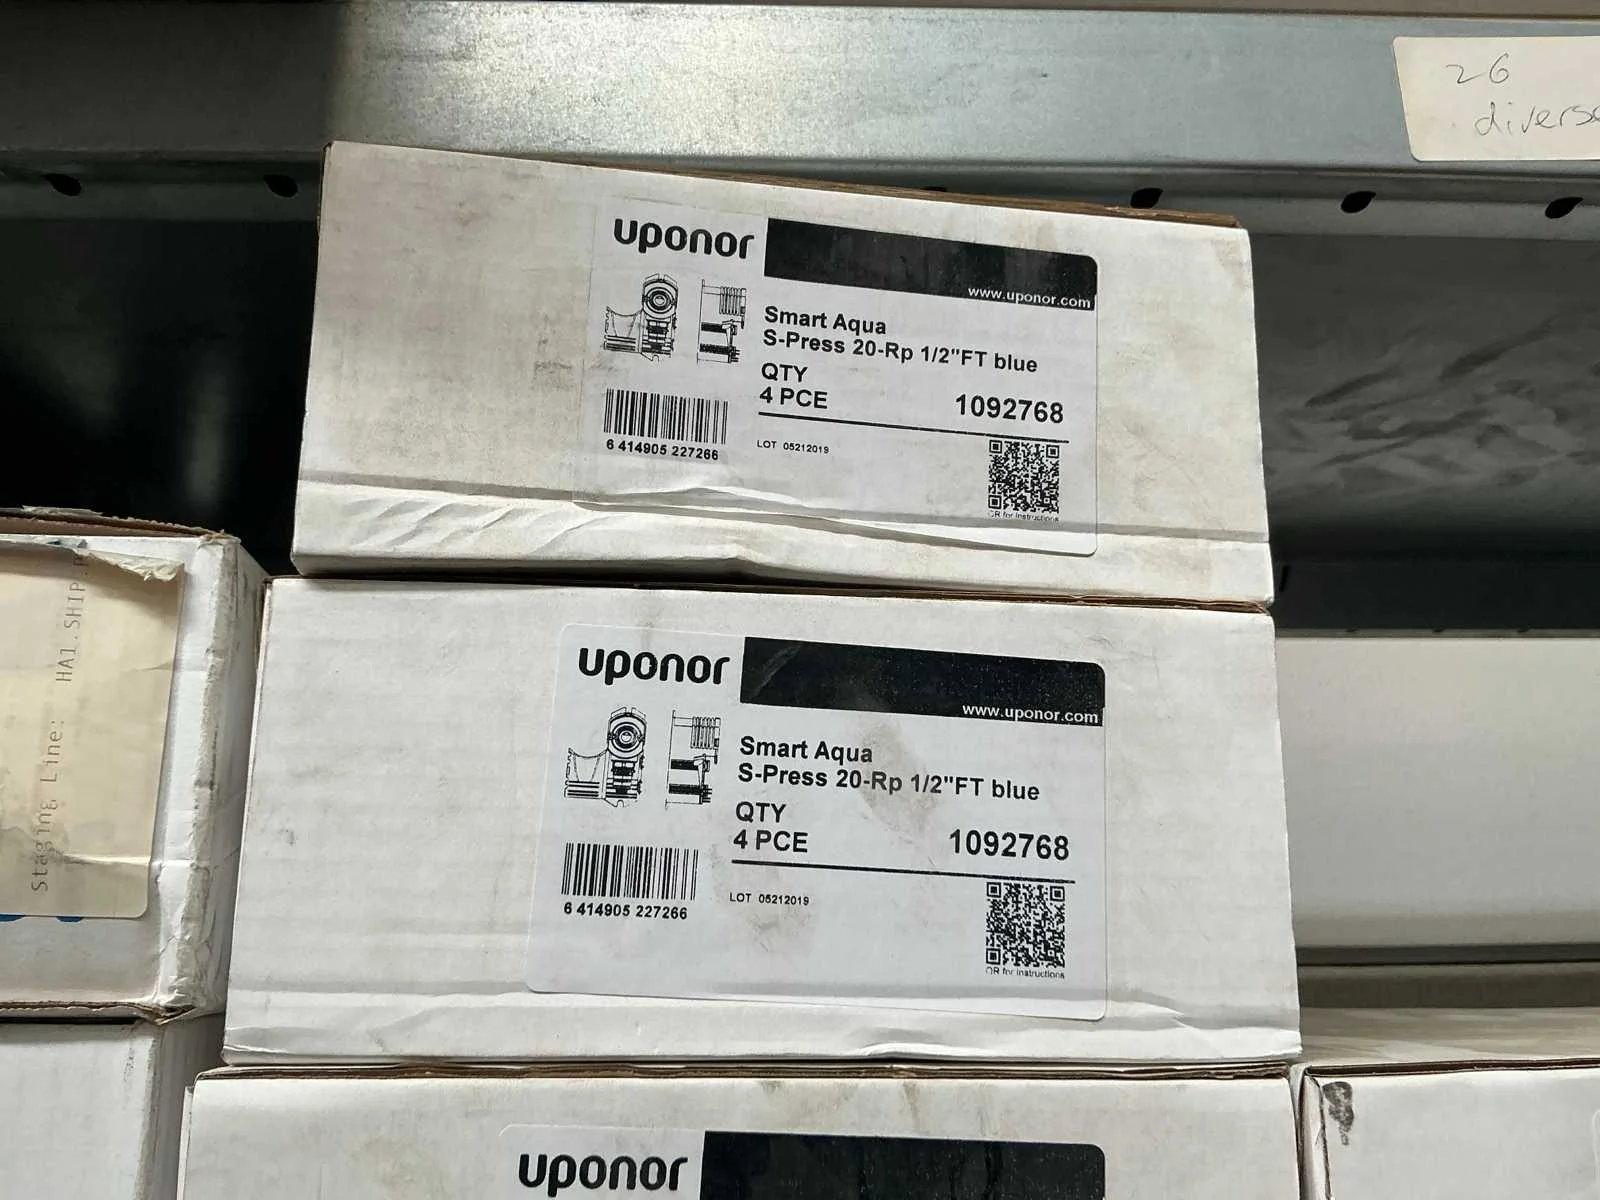 26
diverse
uponor
www.uponor.com
Smart Aqua
S-Press 20-Rp 1/2"FT blue
QTY
4 PCE
1092768
6 414905 227266
LOT 05212019
QR for instructions
Staging Line: HA1.SHIP.
uponor
www.uponor.com
Smart Aqua
S-Press 20-Rp 1/2"FT blue
QTY
4 PCE
1092768
6 414905 227266
LOT 05212019
QR for instructions
uponor